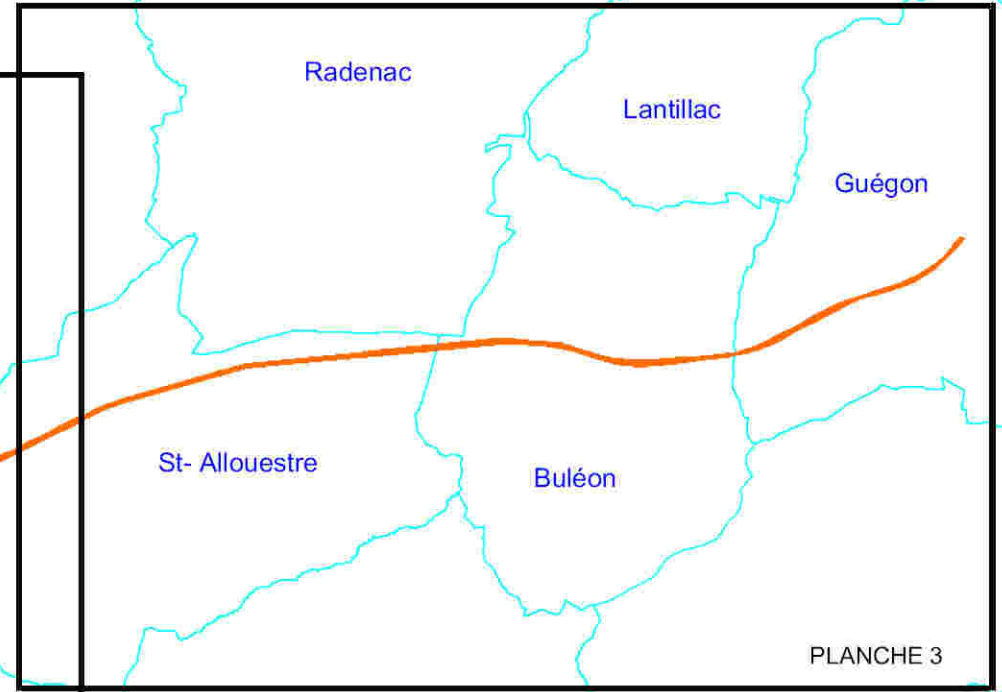 Radenac
Lantillac
Guégon
St- Allouestre
Buléon
PLANCHE 3